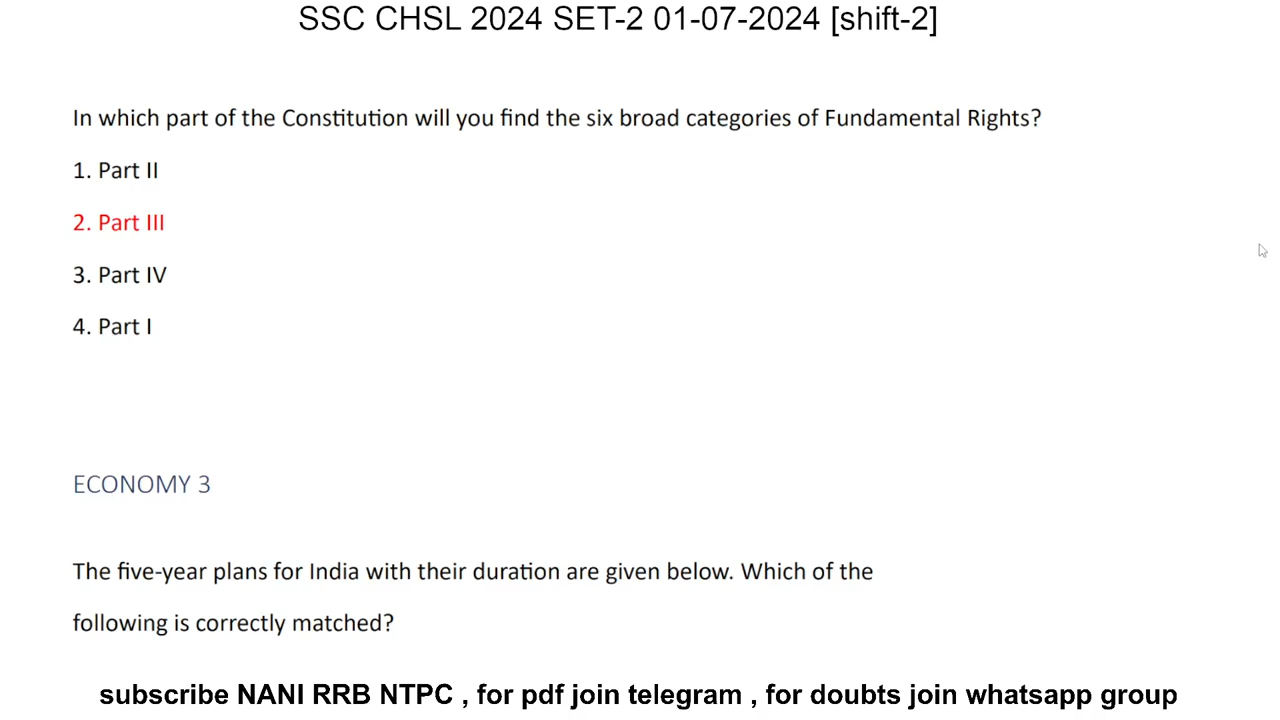 SSC CHSL 2024 SET-2 01-07-2024 [shift-2]
In which part of the Constitution will you find the six broad categories of Fundamental Rights?
1. Part II
2. Part III
3. Part IV
4. Part I
ECONOMY 3
The five-year plans for India with their duration are given below. Which of the
following is correctly matched?
subscribe NANI RRB NTPC , for pdf join telegram , for doubts join whatsapp group